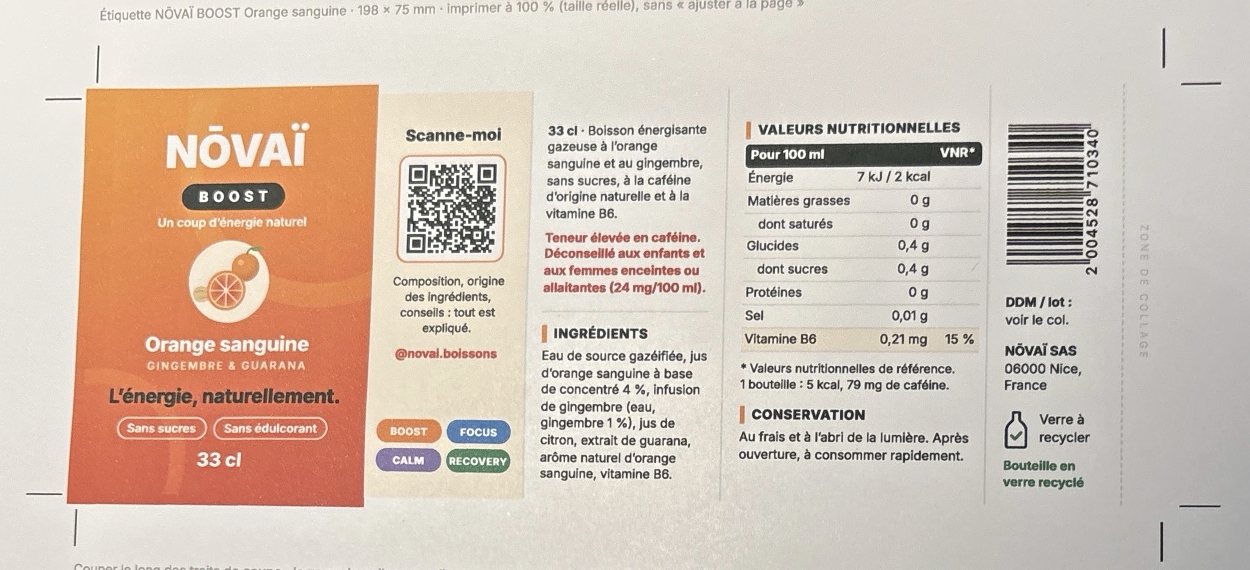 Étiquette NŌVAÏ BOOST Orange sanguine · 198 × 75 mm · imprimer à 100 % (taille réelle), sans « ajuster à la page »
NŌVAÏ
BOOST
Un coup d'énergie naturel
Orange sanguine
GINGEMBRE & GUARANA
L'énergie, naturellement.
Sans sucres
Sans édulcorant
33 cl
Scanne-moi
Composition, origine
des ingrédients,
conseils : tout est
expliqué.
@novai.boissons
BOOST
FOCUS
CALM
RECOVERY
33 cl · Boisson énergisante
gazeuse à l'orange
sanguine et au gingembre,
sans sucres, à la caféine
d'origine naturelle et à la
vitamine B6.
Teneur élevée en caféine.
Déconseillé aux enfants et
aux femmes enceintes ou
allaitantes (24 mg/100 ml).
INGRÉDIENTS
Eau de source gazéifiée, jus
d'orange sanguine à base
de concentré 4 %, infusion
de gingembre (eau,
gingembre 1 %), jus de
citron, extrait de guarana,
arôme naturel d'orange
sanguine, vitamine B6.
VALEURS NUTRITIONNELLES
Pour 100 ml VNR*
Énergie 7 kJ / 2 kcal
Matières grasses 0 g
dont saturés 0 g
Glucides 0,4 g
dont sucres 0,4 g
Protéines 0 g
Sel 0,01 g
Vitamine B6 0,21 mg 15 %
* Valeurs nutritionnelles de référence.
1 bouteille : 5 kcal, 79 mg de caféine.
CONSERVATION
Au frais et à l'abri de la lumière. Après
ouverture, à consommer rapidement.
2 004528 710340
DDM / lot :
voir le col.
NŌVAÏ SAS
06000 Nice,
France
Verre à
recycler
Bouteille en
verre recyclé
ZONE DE COLLAGE
Couper le long des traits de